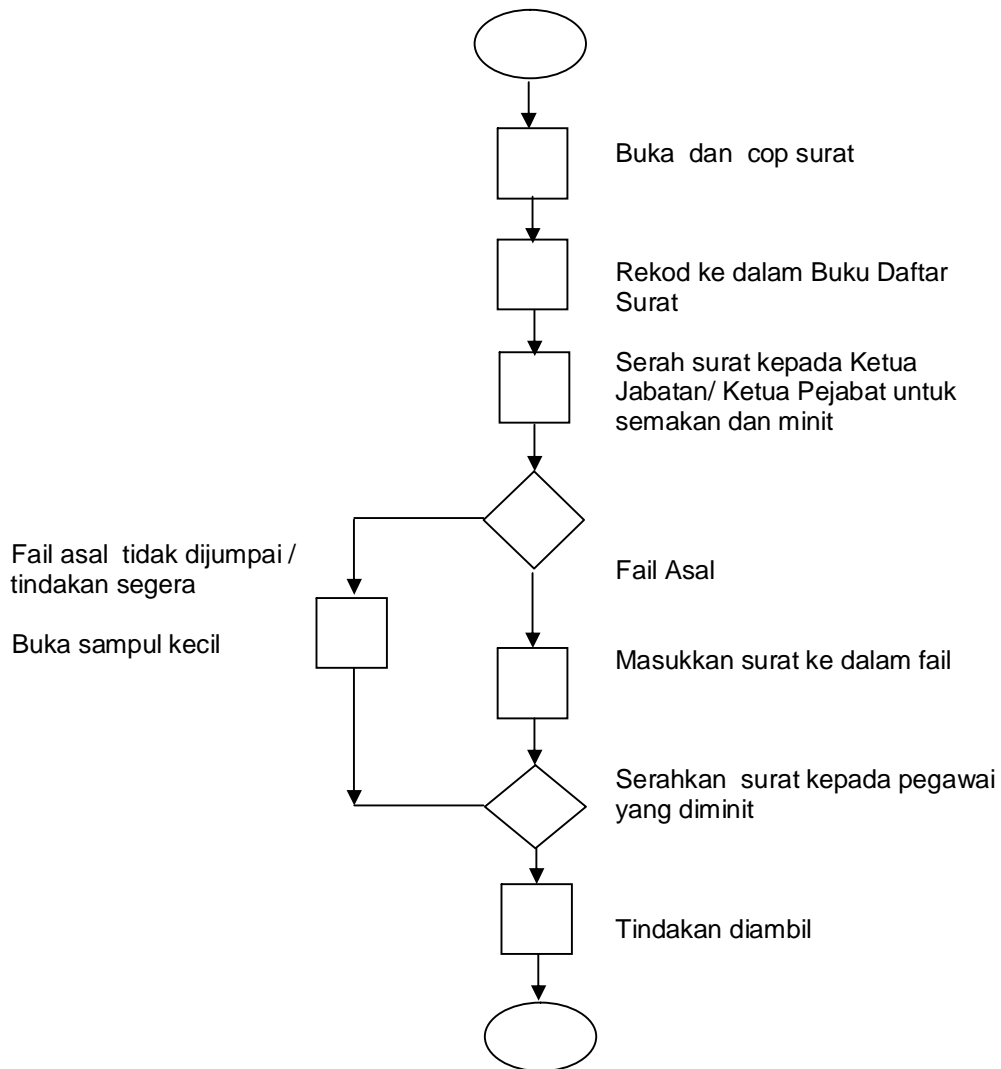 Buka dan cop surat
Rekod ke dalam Buku Daftar
Surat
Serah surat kepada Ketua
Jabatan/ Ketua Pejabat untuk
semakan dan minit
Fail asal tidak dijumpai /
tindakan segera
Buka sampul kecil
Fail Asal
Masukkan surat ke dalam fail
Serahkan surat kepada pegawai
yang diminit
Tindakan diambil